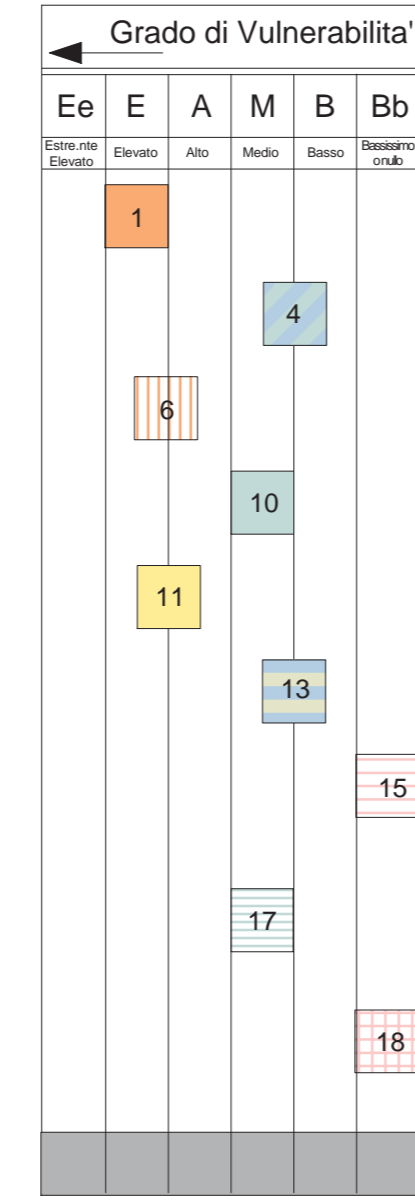 Grado di Vulnerabilita'
Ee E A M B Bb
Estre.nte Elevato Alto Medio Basso Bassissimo
Elevato o nullo
1
4
6
10
11
13
15
17
18